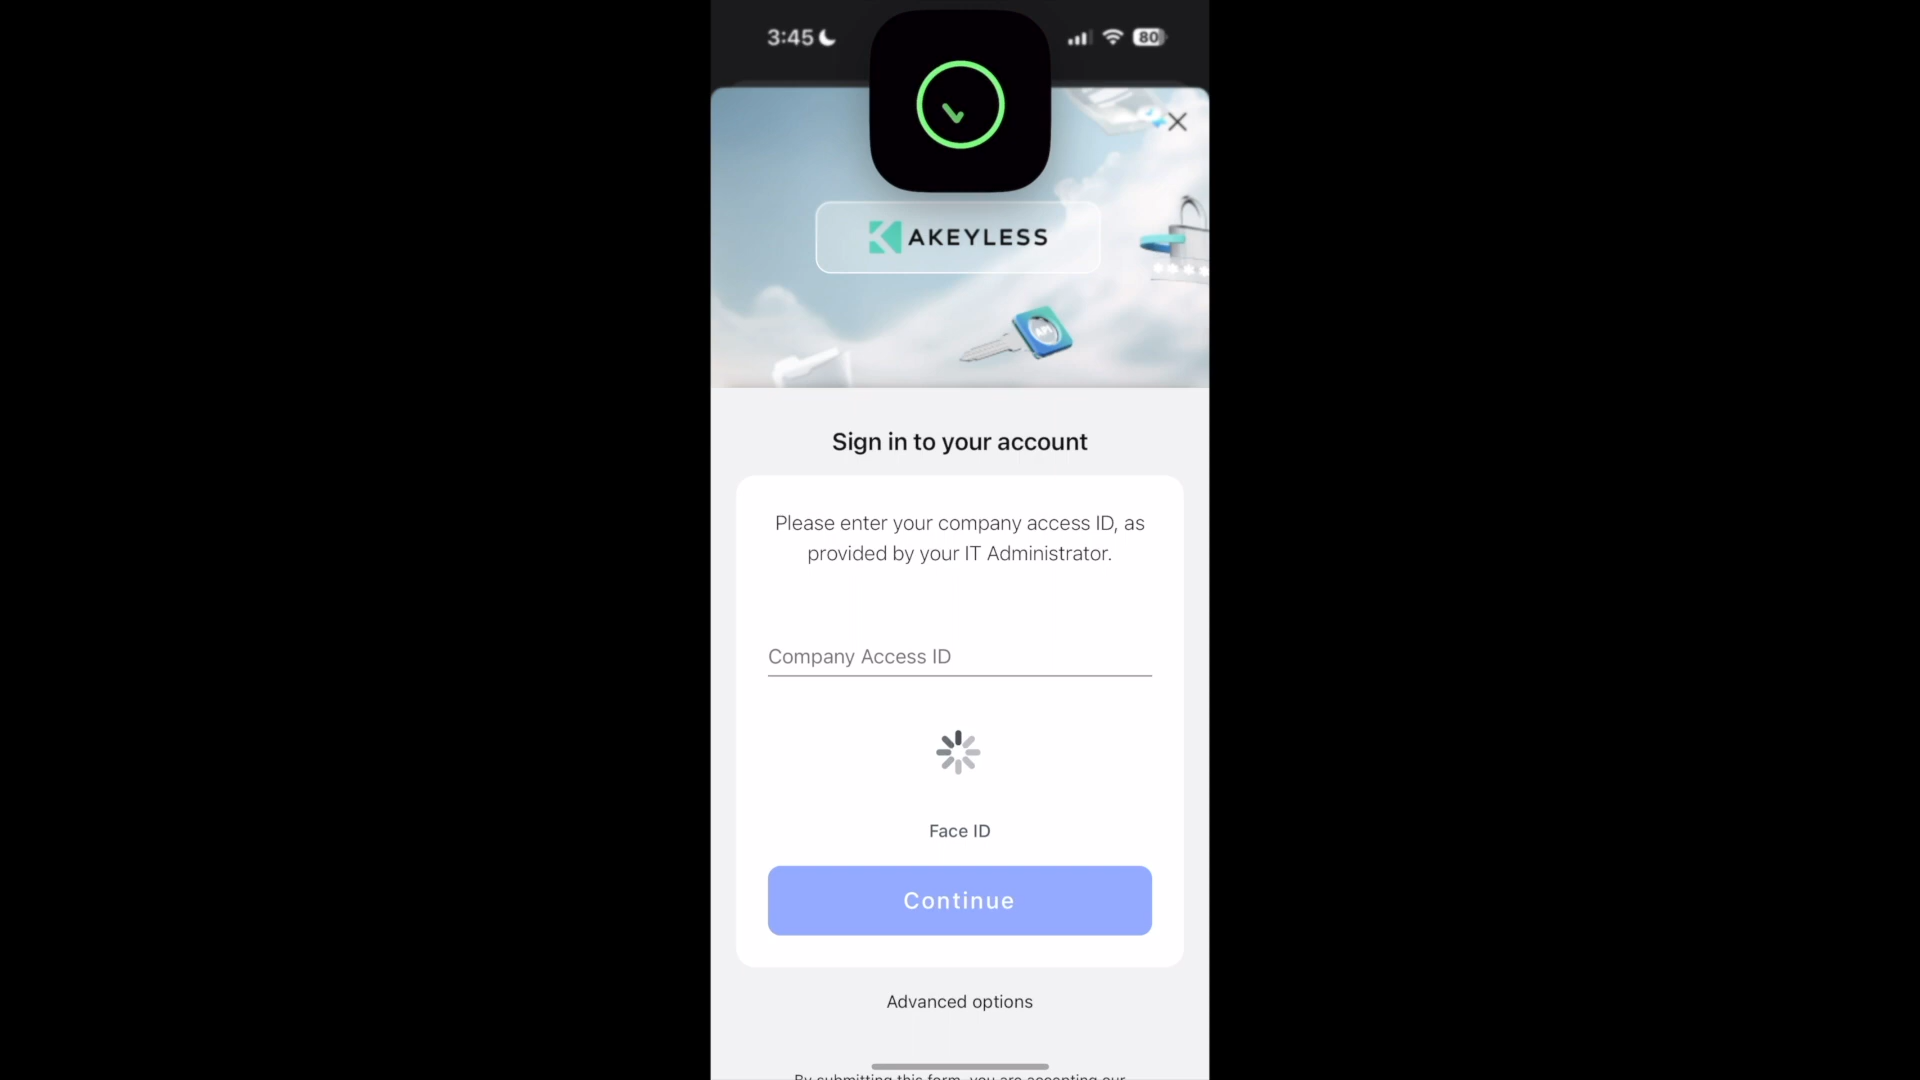 3:45
80
AKEYLESS
API
Sign in to your account
Please enter your company access ID, as
provided by your IT Administrator.
Company Access ID
Face ID
Continue
Advanced options
By submitting this form, you are accepting our